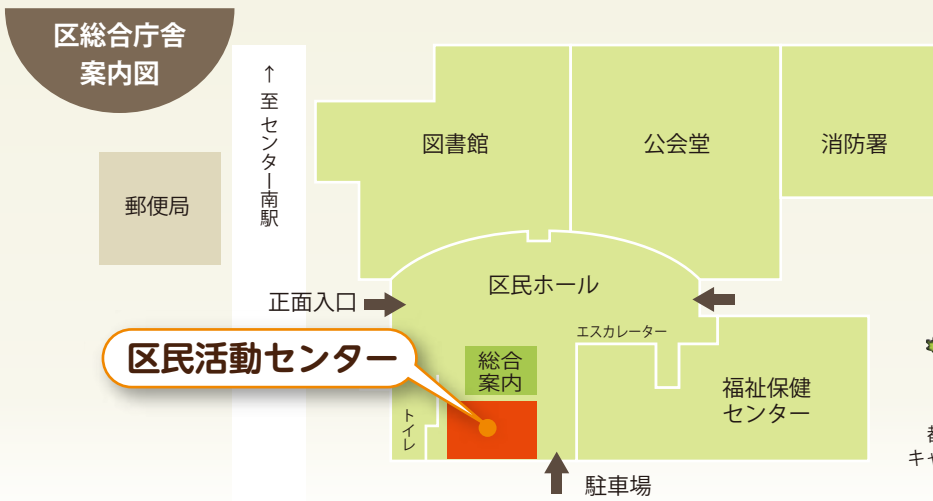 区総合庁舎
案内図
↑至 センター南駅
郵便局
図書館
公会堂
消防署
区民ホール
正面入口
エスカレーター
区民活動センター
総合
案内
トイレ
福祉保健
センター
駐車場
キャ